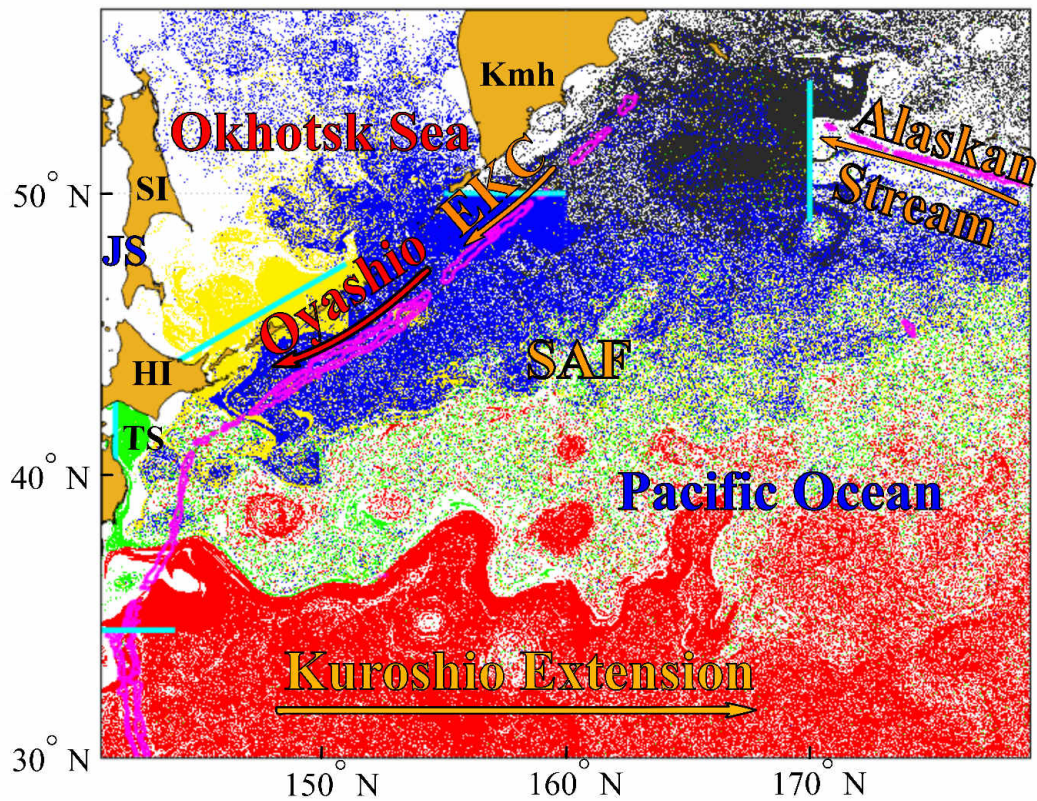 Kmh
Okhotsk Sea
Alaskan
Stream
SI
EKC
50° N
JS
Oyashio
HI
SAF
TS
40° N
Pacific Ocean
Kuroshio Extension
30° N
150° N
160° N
170° N